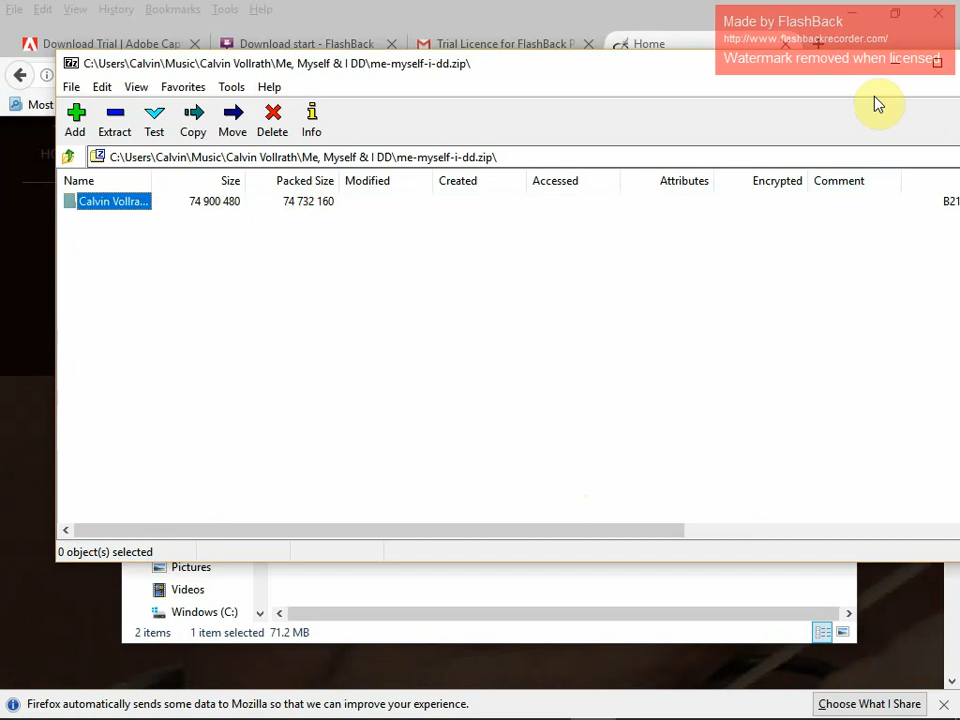 File Edit View History Bookmarks Tools Help
Made by FlashBack
http://www.flashbackrecorder.com/
Watermark removed when licensed
Download Trial | Adobe Cap
Download start - FlashBack
Trial Licence for FlashBack P
Home
C:\Users\Calvin\Music\Calvin Vollrath\Me, Myself & I DD\me-myself-i-dd.zip\
Most
File Edit View Favorites Tools Help
Add Extract Test Copy Move Delete Info
C:\Users\Calvin\Music\Calvin Vollrath\Me, Myself & I DD\me-myself-i-dd.zip\
Name Size Packed Size Modified Created Accessed Attributes Encrypted Comment
Calvin Vollra... 74 900 480 74 732 160 B21
0 object(s) selected
Pictures
Videos
Windows (C:)
2 items 1 item selected 71.2 MB
Firefox automatically sends some data to Mozilla so that we can improve your experience.
Choose What I Share